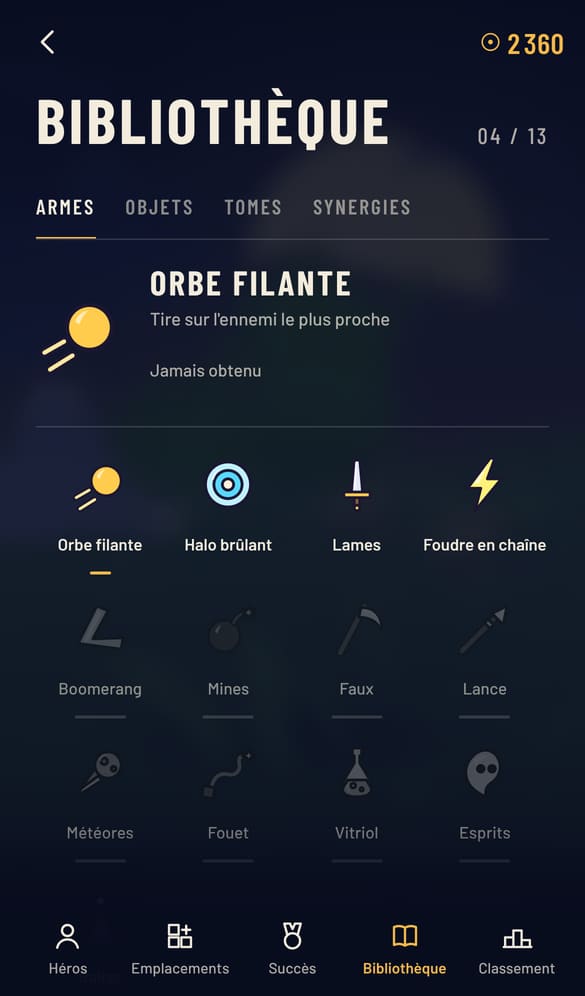 2 360
BIBLIOTHÈQUE
04 / 13
ARMES OBJETS TOMES SYNERGIES
ORBE FILANTE
Tire sur l'ennemi le plus proche
Jamais obtenu
Orbe filante Halo brûlant Lames Foudre en chaîne
Boomerang Mines Faux Lance
Météores Fouet Vitriol Esprits
Héros Emplacements Succès Bibliothèque Classement